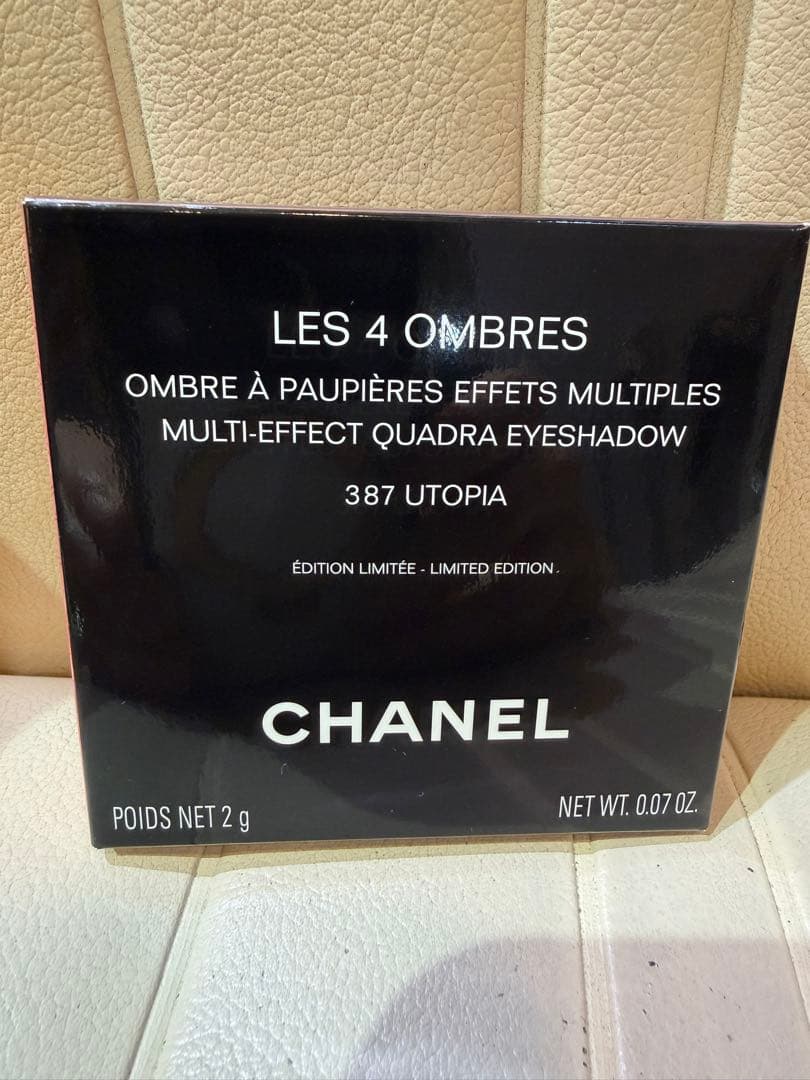 LES 4 OMBRES
OMBRE À PAUPIÈRES EFFETS MULTIPLES
MULTI-EFFECT QUADRA EYESHADOW
387 UTOPIA
ÉDITION LIMITÉE - LIMITED EDITION
CHANEL
POIDS NET 2 g
NET WT. 0.07 OZ.